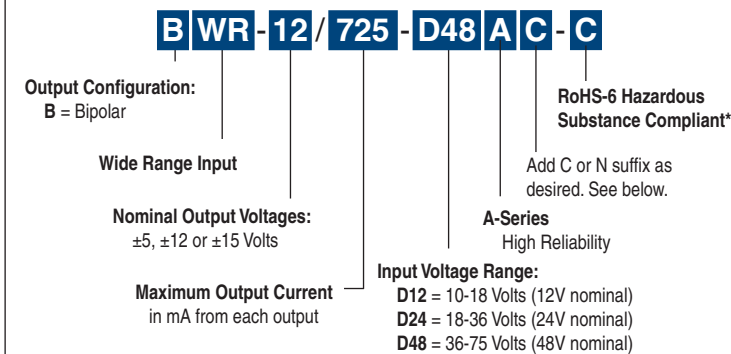 B WR - 12 / 725 - D48 A C - C
Output Configuration:
B = Bipolar
Wide Range Input
Nominal Output Voltages:
±5, ±12 or ±15 Volts
Maximum Output Current
in mA from each output
RoHS-6 Hazardous
Substance Compliant*
Add C or N suffix as
desired. See below.
A-Series
High Reliability
Input Voltage Range:
D12 = 10-18 Volts (12V nominal)
D24 = 18-36 Volts (24V nominal)
D48 = 36-75 Volts (48V nominal)